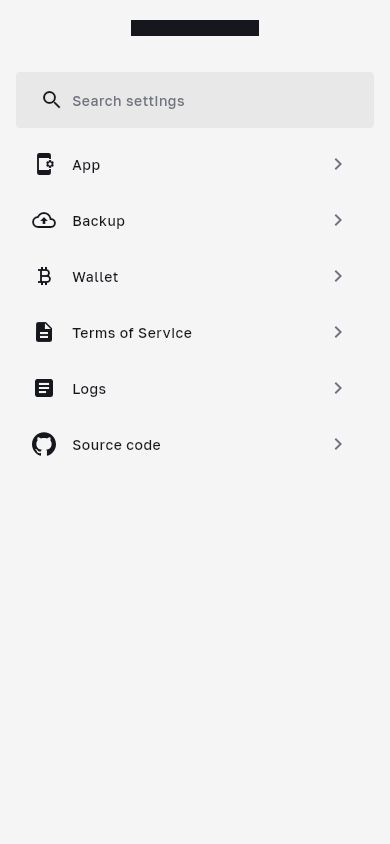 Search settings
App
Backup
Wallet
Terms of Service
Logs
Source code